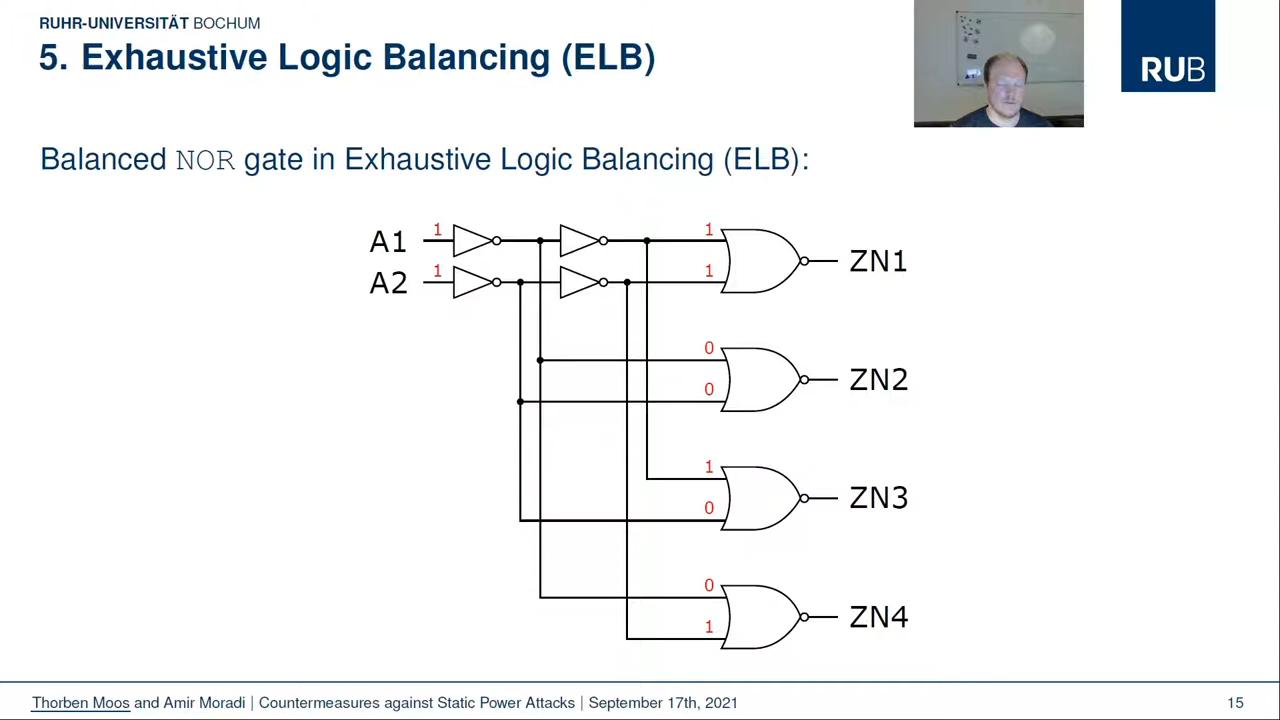 RUHR-UNIVERSITÄT BOCHUM
5. Exhaustive Logic Balancing (ELB)
RUB
Balanced NOR gate in Exhaustive Logic Balancing (ELB):
A1 1 1 ZN1
A2 1 1
0 ZN2
0
1 ZN3
0
0 ZN4
1
Thorben Moos and Amir Moradi | Countermeasures against Static Power Attacks | September 17th, 2021 15